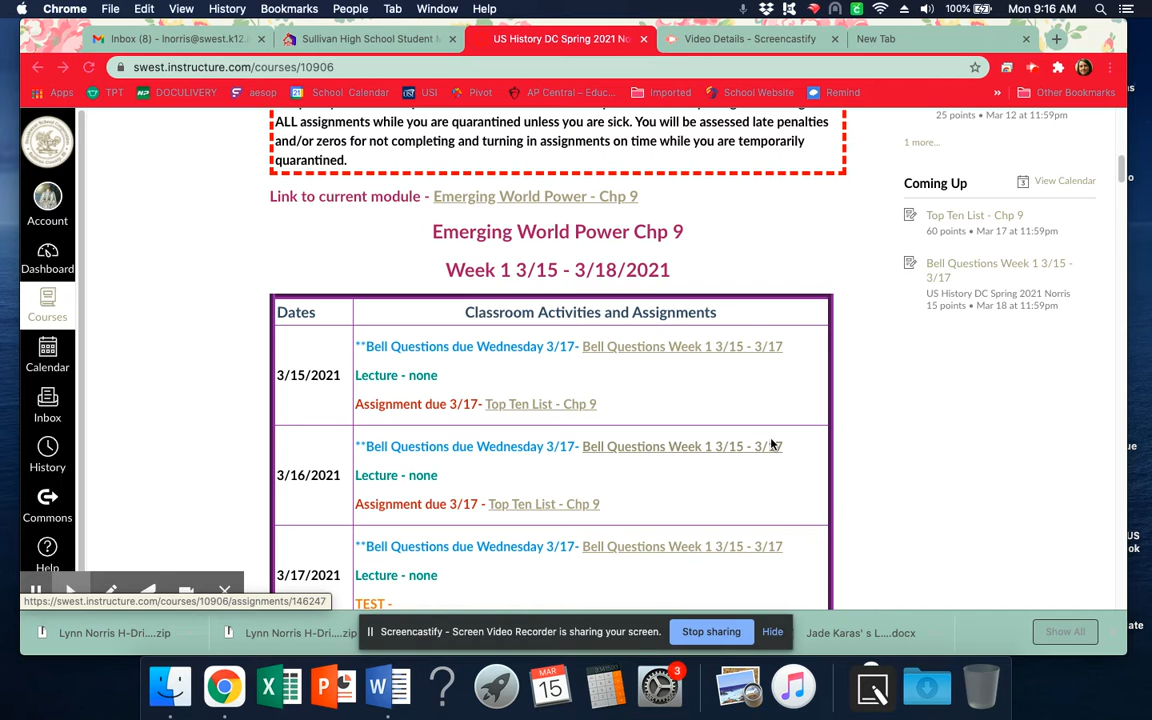 Chrome File Edit View History Bookmarks People Tab Window Help 100% Mon 9:16 AM
Inbox (8) - lnorris@swest.k12. Sullivan High School Student M US History DC Spring 2021 No Video Details - Screencastify New Tab
swest.instructure.com/courses/10906
Apps TPT DOCULIVERY aesop School Calendar USI Pivot AP Central – Educ... Imported School Website Remind » Other Bookmarks
ALL assignments while you are quarantined unless you are sick. You will be assessed late penalties
and/or zeros for not completing and turning in assignments on time while you are temporarily
quarantined.
Link to current module - Emerging World Power - Chp 9
Emerging World Power Chp 9
Week 1 3/15 - 3/18/2021
Dates Classroom Activities and Assignments
**Bell Questions due Wednesday 3/17- Bell Questions Week 1 3/15 - 3/17
3/15/2021 Lecture - none
Assignment due 3/17- Top Ten List - Chp 9
**Bell Questions due Wednesday 3/17- Bell Questions Week 1 3/15 - 3/17
3/16/2021 Lecture - none
Assignment due 3/17 - Top Ten List - Chp 9
**Bell Questions due Wednesday 3/17- Bell Questions Week 1 3/15 - 3/17
3/17/2021 Lecture - none
TEST -
25 points • Mar 12 at 11:59pm
1 more...
Coming Up View Calendar
Top Ten List - Chp 9
60 points • Mar 17 at 11:59pm
Bell Questions Week 1 3/15 -
3/17
US History DC Spring 2021 Norris
15 points • Mar 18 at 11:59pm
Account
Dashboard
Courses
Calendar
Inbox
History
Commons
Help
https://swest.instructure.com/courses/10906/assignments/146247
Lynn Norris H-Dri....zip Lynn Norris H-Dri....zip Screencastify - Screen Video Recorder is sharing your screen. Stop sharing Hide Jade Karas' s L....docx Show All
MAR
15
3
ue
US
ok
ate